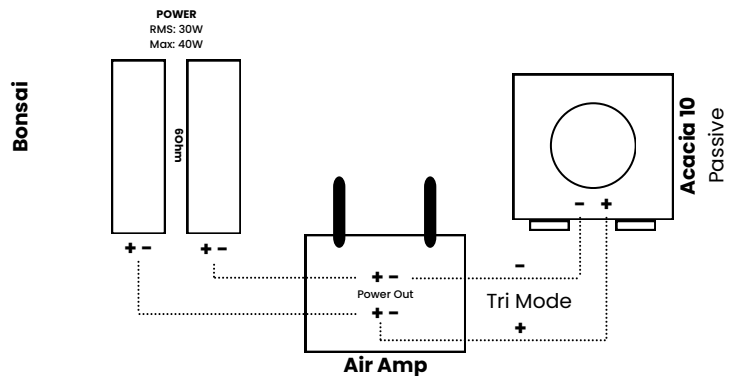 POWER
RMS: 30W
Max: 40W
Bonsai
6Ohm
+ - + -
Acacia 10
Passive
- +
+ -
Power Out
+ -
-
Tri Mode
+
Air Amp